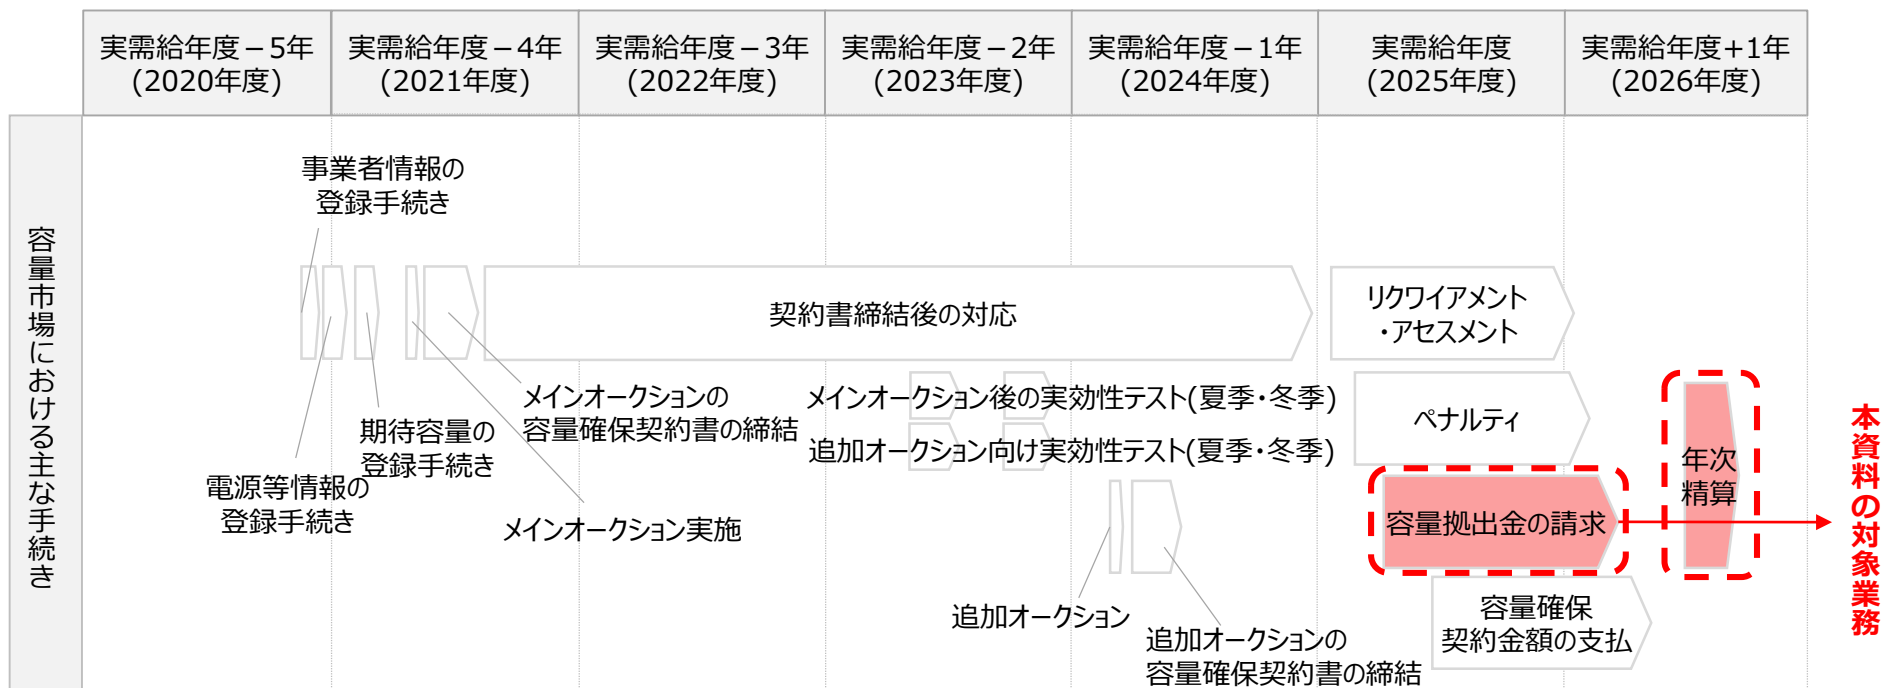 実需給年度－5年
(2020年度)
実需給年度－4年
(2021年度)
実需給年度－3年
(2022年度)
実需給年度－2年
(2023年度)
実需給年度－1年
(2024年度)
実需給年度
(2025年度)
実需給年度+1年
(2026年度)
容量市場における主な手続き
事業者情報の
登録手続き
電源等情報の
登録手続き
期待容量の
登録手続き
メインオークション実施
メインオークションの
容量確保契約書の締結
契約書締結後の対応
メインオークション後の実効性テスト(夏季・冬季)
追加オークション向け実効性テスト(夏季・冬季)
追加オークション
追加オークションの
容量確保契約書の締結
リクワイアメント
・アセスメント
ペナルティ
容量拠出金の請求
容量確保
契約金額の支払
年次
精算
本資料の対象業務